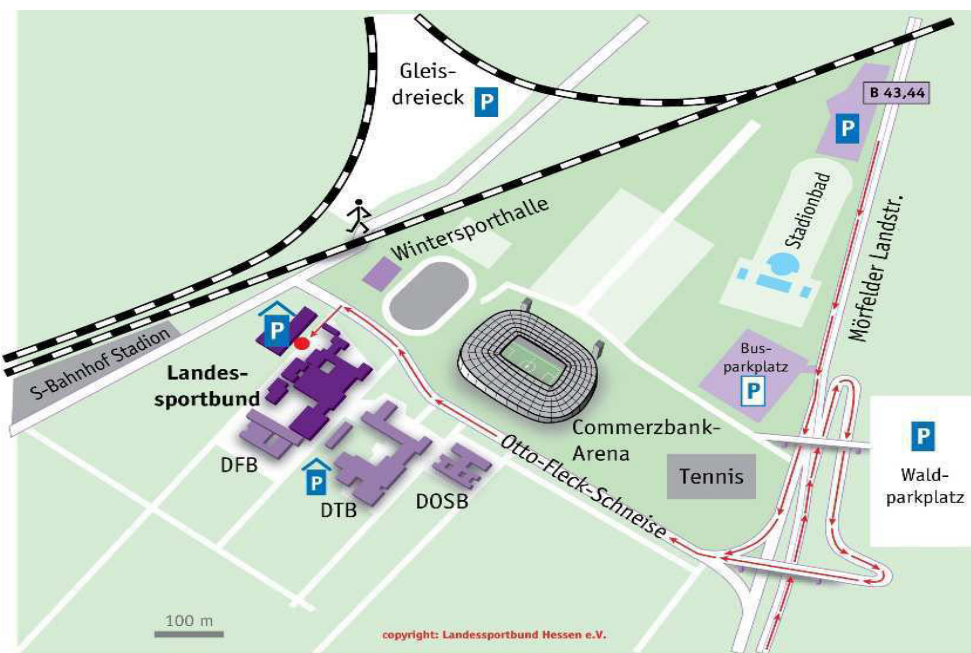 Gleis-
dreieck
P
B 43,44
P
Stadionbad
Mörfelder Landstr.
Wintersporthalle
P
S-Bahnhof Stadion
Landes-
sportbund
Bus-
parkplatz
P
Commerzbank-
Arena
Otto-Fleck-Schneise
Tennis
P
Wald-
parkplatz
DFB
P
DTB
DOSB
100 m
copyright: Landessportbund Hessen e.V.